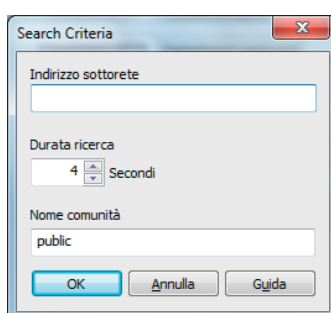 Search Criteria
Indirizzo sottorete
Durata ricerca
4 Secondi
Nome comunità
public
OK Annulla Guida